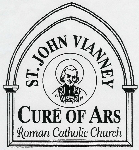 ST. JOHN VIANNEY
CURE OF ARS
Roman Catholic Church